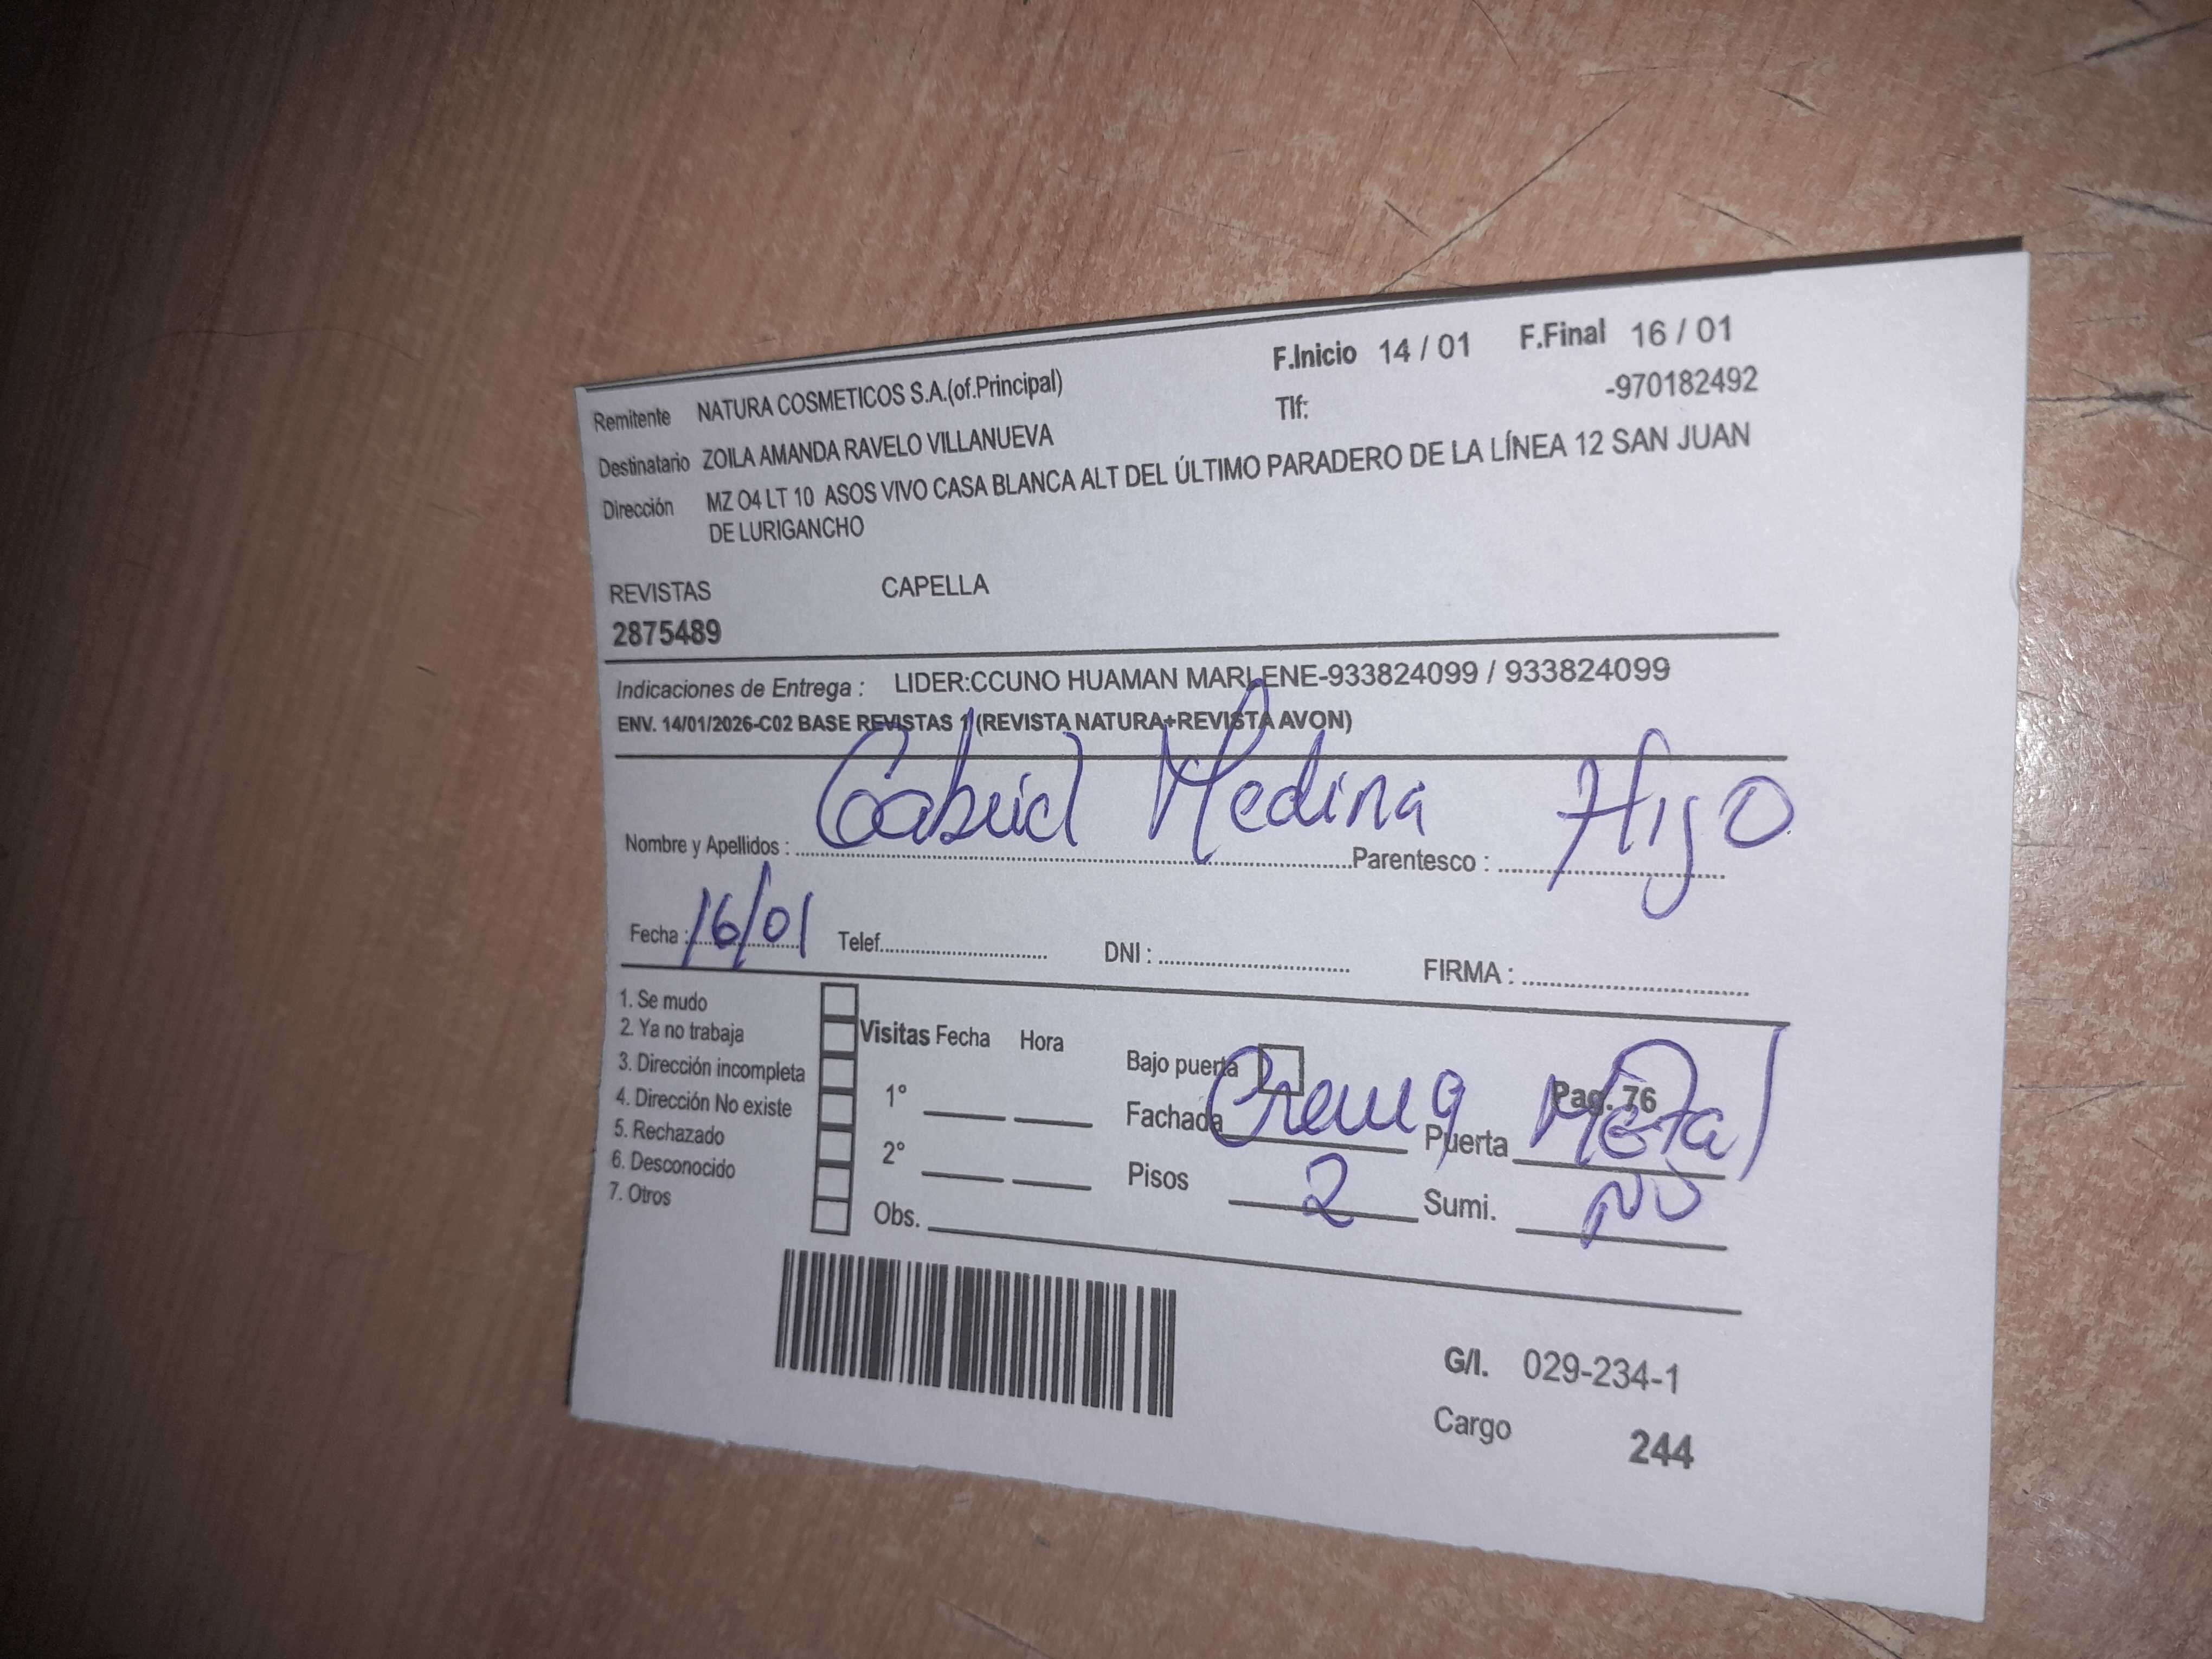 F.Inicio 14 / 01 F.Final 16 / 01
Remitente NATURA COSMETICOS S.A.(of.Principal) Tlf: -970182492
Destinatario ZOILA AMANDA RAVELO VILLANUEVA
Dirección MZ O4 LT 10 ASOS VIVO CASA BLANCA ALT DEL ÚLTIMO PARADERO DE LA LÍNEA 12 SAN JUAN
DE LURIGANCHO
REVISTAS CAPELLA
2875489
Indicaciones de Entrega : LIDER:CCUNO HUAMAN MARLENE-933824099 / 933824099
ENV. 14/01/2026-C02 BASE REVISTAS 1 (REVISTA NATURA+REVISTA AVON)
Nombre y Apellidos : Gabriel Medina Parentesco : Hijo
Fecha : 16/01 Telef. DNI : FIRMA :
1. Se mudo
2. Ya no trabaja
3. Dirección incompleta
4. Dirección No existe
5. Rechazado
6. Desconocido
7. Otros
Visitas Fecha Hora
1°
2°
Obs.
Bajo puerta Pag. 76
Fachada Crema Puerta Metal
Pisos 2 Sumi. NO
G/I. 029-234-1
Cargo 244